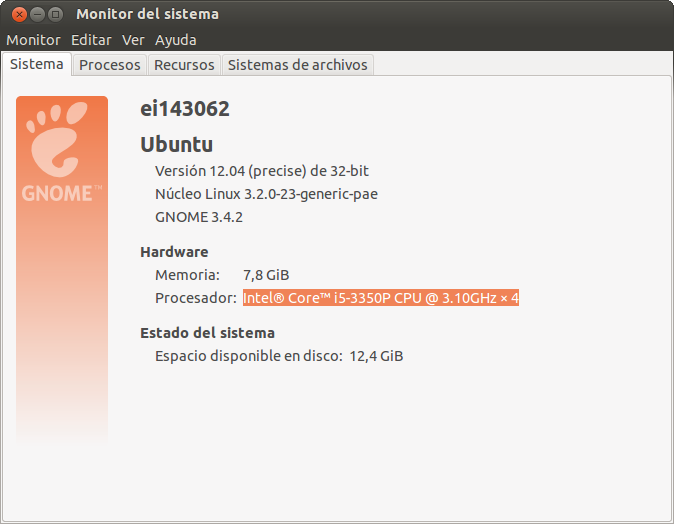 Monitor del sistema
Monitor Editar Ver Ayuda
Sistema Procesos Recursos Sistemas de archivos
GNOME™
ei143062
Ubuntu
Versión 12.04 (precise) de 32-bit
Núcleo Linux 3.2.0-23-generic-pae
GNOME 3.4.2
Hardware
Memoria: 7,8 GiB
Procesador: Intel® Core™ i5-3350P CPU @ 3.10GHz × 4
Estado del sistema
Espacio disponible en disco: 12,4 GiB